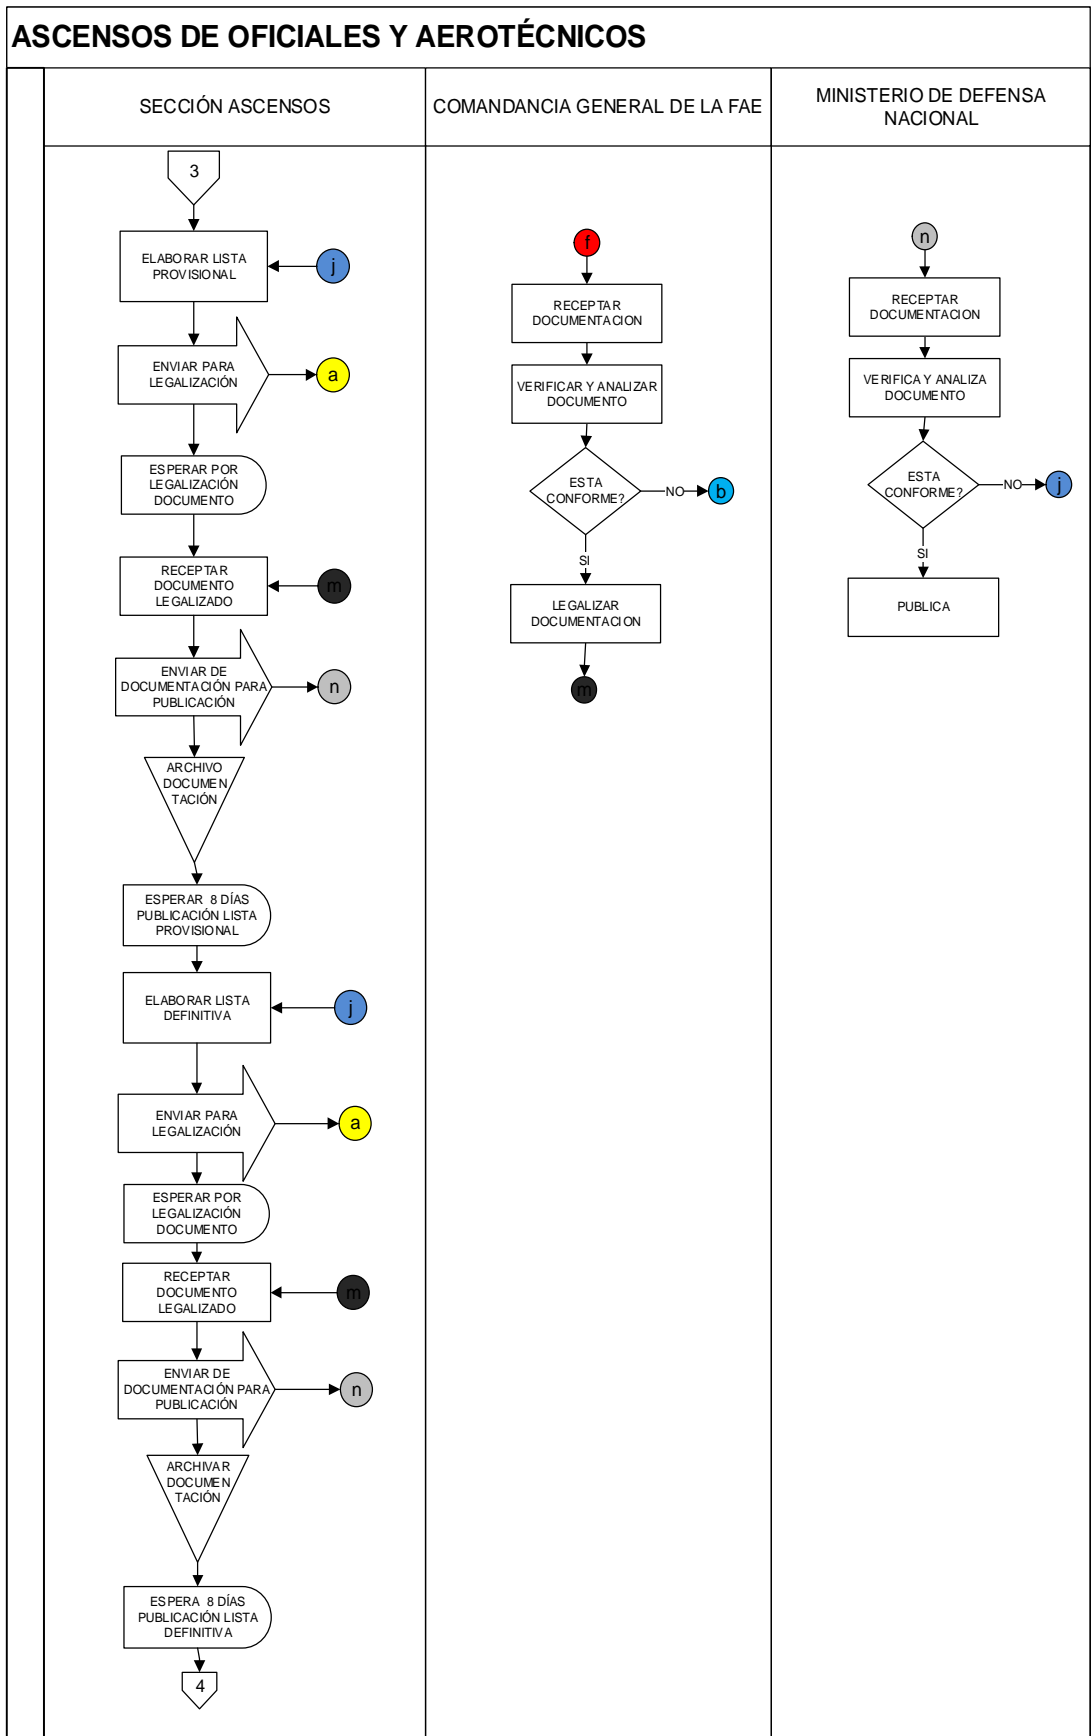 ASCENSOS DE OFICIALES Y AEROTÉCNICOS
SECCIÓN ASCENSOS
COMANDANCIA GENERAL DE LA FAE
MINISTERIO DE DEFENSA
NACIONAL
3
ELABORAR LISTA
PROVISIONAL
j
ENVIAR PARA
LEGALIZACIÓN
a
ESPERAR POR
LEGALIZACIÓN
DOCUMENTO
RECEPTAR
DOCUMENTO
LEGALIZADO
m
ENVIAR DE
DOCUMENTACIÓN PARA
PUBLICACIÓN
n
ARCHIVO
DOCUMEN
TACIÓN
ESPERAR 8 DÍAS
PUBLICACIÓN LISTA
PROVISIONAL
ELABORAR LISTA
DEFINITIVA
j
ENVIAR PARA
LEGALIZACIÓN
a
ESPERAR POR
LEGALIZACIÓN
DOCUMENTO
RECEPTAR
DOCUMENTO
LEGALIZADO
m
ENVIAR DE
DOCUMENTACIÓN PARA
PUBLICACIÓN
n
ARCHIVAR
DOCUMEN
TACIÓN
ESPERA 8 DÍAS
PUBLICACIÓN LISTA
DEFINITIVA
4
f
RECEPTAR
DOCUMENTACION
VERIFICAR Y ANALIZAR
DOCUMENTO
ESTA
CONFORME?
NO
b
SI
LEGALIZAR
DOCUMENTACION
m
n
RECEPTAR
DOCUMENTACION
VERIFICA Y ANALIZA
DOCUMENTO
ESTA
CONFORME?
NO
j
SI
PUBLICA